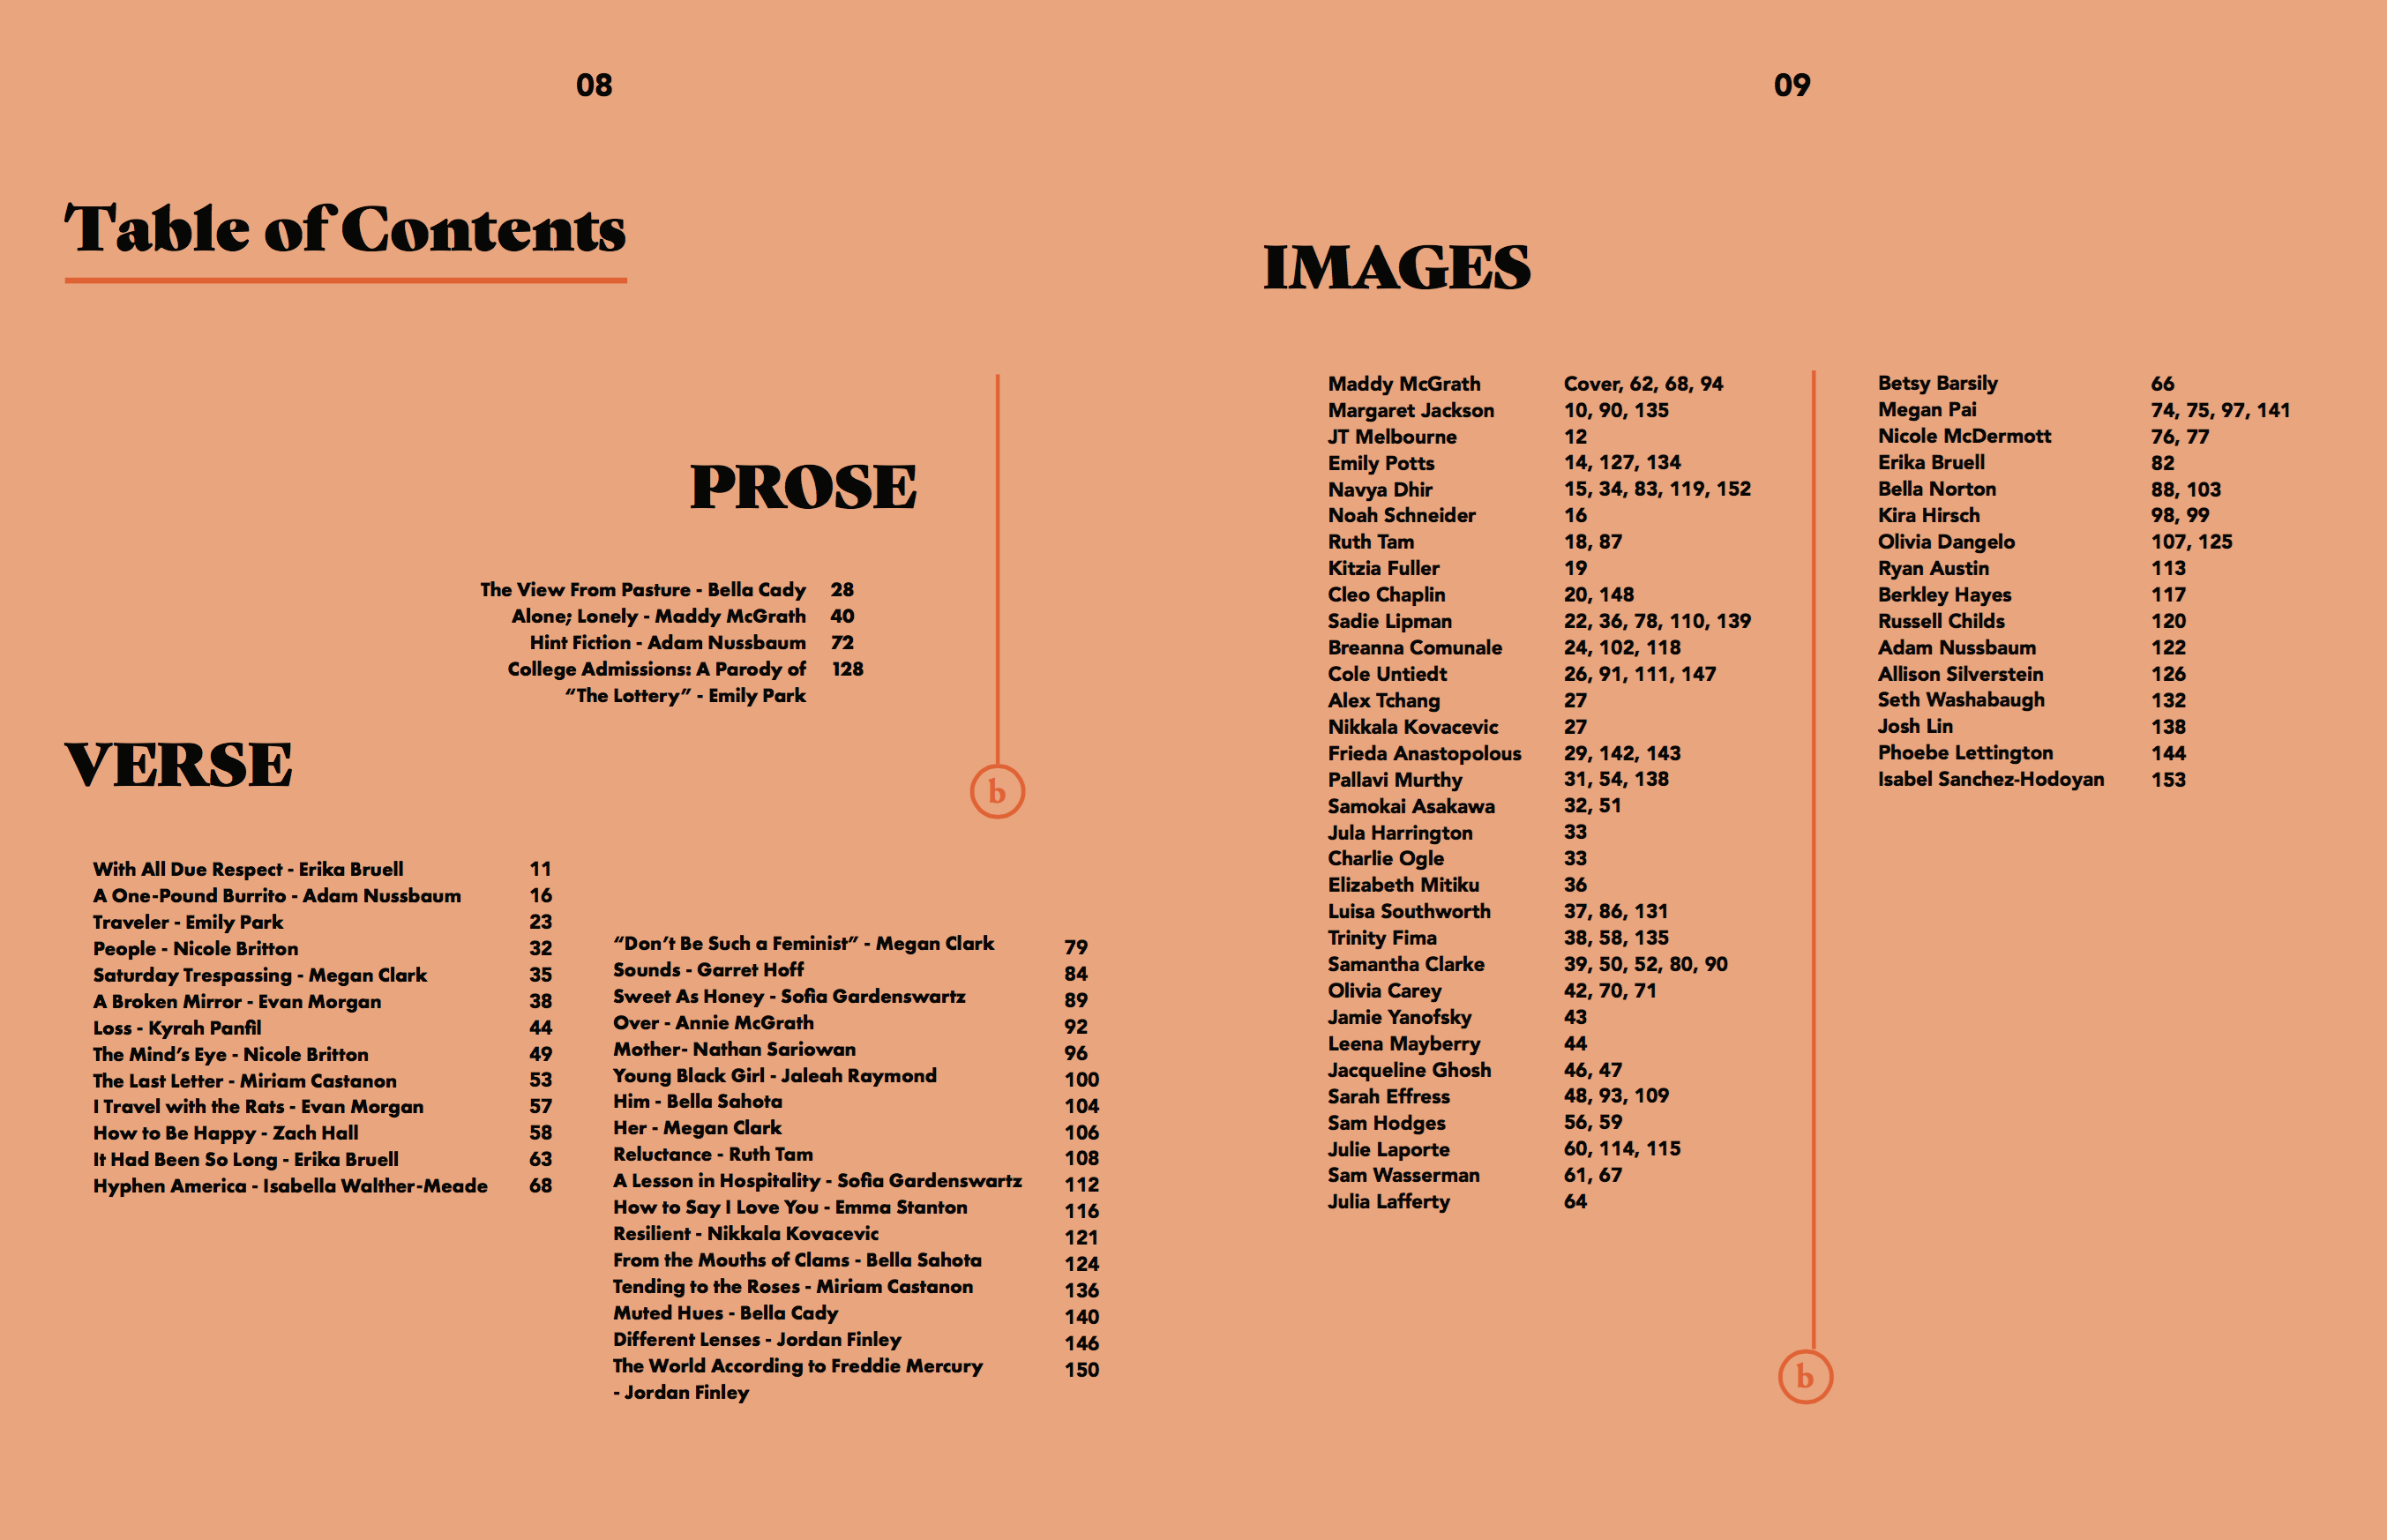 08
Table of Contents
PROSE
The View From Pasture - Bella Cady 28
Alone; Lonely - Maddy McGrath 40
Hint Fiction - Adam Nussbaum 72
College Admissions: A Parody of 128
“The Lottery” - Emily Park
b
VERSE
With All Due Respect - Erika Bruell 11
A One-Pound Burrito - Adam Nussbaum 16
Traveler - Emily Park 23
People - Nicole Britton 32
Saturday Trespassing - Megan Clark 35
A Broken Mirror - Evan Morgan 38
Loss - Kyrah Panfil 44
The Mind’s Eye - Nicole Britton 49
The Last Letter - Miriam Castanon 53
I Travel with the Rats - Evan Morgan 57
How to Be Happy - Zach Hall 58
It Had Been So Long - Erika Bruell 63
Hyphen America - Isabella Walther-Meade 68
“Don’t Be Such a Feminist” - Megan Clark 79
Sounds - Garret Hoff 84
Sweet As Honey - Sofia Gardenswartz 89
Over - Annie McGrath 92
Mother- Nathan Sariowan 96
Young Black Girl - Jaleah Raymond 100
Him - Bella Sahota 104
Her - Megan Clark 106
Reluctance - Ruth Tam 108
A Lesson in Hospitality - Sofia Gardenswartz 112
How to Say I Love You - Emma Stanton 116
Resilient - Nikkala Kovacevic 121
From the Mouths of Clams - Bella Sahota 124
Tending to the Roses - Miriam Castanon 136
Muted Hues - Bella Cady 140
Different Lenses - Jordan Finley 146
The World According to Freddie Mercury 150
- Jordan Finley
09
IMAGES
Maddy McGrath Cover, 62, 68, 94
Margaret Jackson 10, 90, 135
JT Melbourne 12
Emily Potts 14, 127, 134
Navya Dhir 15, 34, 83, 119, 152
Noah Schneider 16
Ruth Tam 18, 87
Kitzia Fuller 19
Cleo Chaplin 20, 148
Sadie Lipman 22, 36, 78, 110, 139
Breanna Comunale 24, 102, 118
Cole Untiedt 26, 91, 111, 147
Alex Tchang 27
Nikkala Kovacevic 27
Frieda Anastopolous 29, 142, 143
Pallavi Murthy 31, 54, 138
Samokai Asakawa 32, 51
Jula Harrington 33
Charlie Ogle 33
Elizabeth Mitiku 36
Luisa Southworth 37, 86, 131
Trinity Fima 38, 58, 135
Samantha Clarke 39, 50, 52, 80, 90
Olivia Carey 42, 70, 71
Jamie Yanofsky 43
Leena Mayberry 44
Jacqueline Ghosh 46, 47
Sarah Effress 48, 93, 109
Sam Hodges 56, 59
Julie Laporte 60, 114, 115
Sam Wasserman 61, 67
Julia Lafferty 64
Betsy Barsily 66
Megan Pai 74, 75, 97, 141
Nicole McDermott 76, 77
Erika Bruell 82
Bella Norton 88, 103
Kira Hirsch 98, 99
Olivia Dangelo 107, 125
Ryan Austin 113
Berkley Hayes 117
Russell Childs 120
Adam Nussbaum 122
Allison Silverstein 126
Seth Washabaugh 132
Josh Lin 138
Phoebe Lettington 144
Isabel Sanchez-Hodoyan 153
b